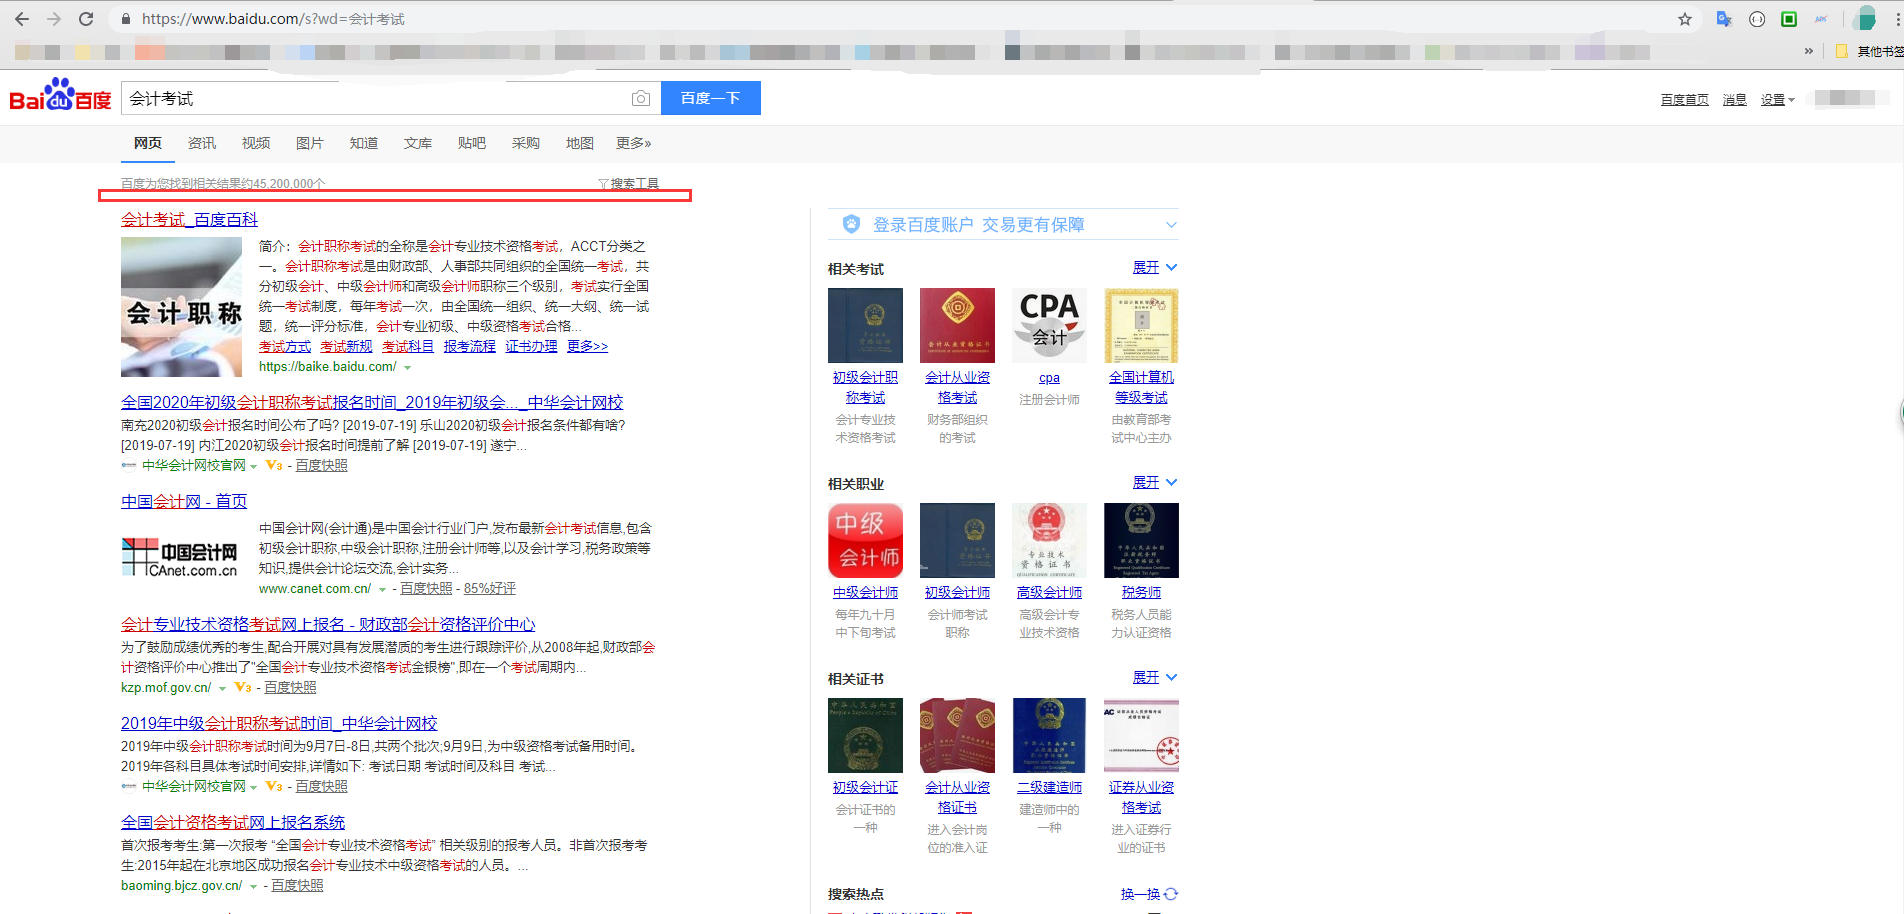 https://www.baidu.com/s?wd=会计考试
» 其他书签
Bai du 百度
会计考试
百度一下
百度首页 消息 设置
网页 资讯 视频 图片 知道 文库 贴吧 采购 地图 更多»
百度为您找到相关结果约45,200,000个
搜索工具
会计考试_百度百科
会计职称
简介：会计职称考试的全称是会计专业技术资格考试，ACCT分类之
一。会计职称考试是由财政部、人事部共同组织的全国统一考试，共
分初级会计、中级会计师和高级会计师职称三个级别，考试实行全国
统一考试制度，每年考试一次，由全国统一组织、统一大纲、统一试
题，统一评分标准，会计专业初级、中级资格考试合格...
考试方式 考试新规 考试科目 报考流程 证书办理 更多>>
https://baike.baidu.com/
全国2020年初级会计职称考试报名时间_2019年初级会..._中华会计网校
南充2020初级会计报名时间公布了吗? [2019-07-19] 乐山2020初级会计报名条件都有啥?
[2019-07-19] 内江2020初级会计报名时间提前了解 [2019-07-19] 遂宁...
中华会计网校官网 V3 - 百度快照
中国会计网 - 首页
中国会计网
CAnet.com.cn
中国会计网(会计通)是中国会计行业门户,发布最新会计考试信息,包含
初级会计职称,中级会计职称,注册会计师等,以及会计学习,税务政策等
知识,提供会计论坛交流,会计实务...
www.canet.com.cn/ - 百度快照 - 85%好评
会计专业技术资格考试网上报名 - 财政部会计资格评价中心
为了鼓励成绩优秀的考生,配合开展对具有发展潜质的考生进行跟踪评价,从2008年起,财政部会
计资格评价中心推出了"全国会计专业技术资格考试金银榜",即在一个考试周期内...
kzp.mof.gov.cn/ V3 - 百度快照
2019年中级会计职称考试时间_中华会计网校
2019年中级会计职称考试时间为9月7日-8日,共两个批次;9月9日,为中级资格考试备用时间。
2019年各科目具体考试时间安排,详情如下: 考试日期 考试时间及科目 考试...
中华会计网校官网 V3 - 百度快照
全国会计资格考试网上报名系统
首次报考考生:第一次报考 “全国会计专业技术资格考试” 相关级别的报考人员。非首次报考考
生:2015年起在北京地区成功报名会计专业技术中级资格考试的人员。...
baoming.bjcz.gov.cn/ - 百度快照
登录百度账户 交易更有保障
相关考试 展开
会计从业资格证书
CPA
会计
初级会计职 会计从业资 cpa 全国计算机
称考试 格考试 等级考试
会计专业技 财务部组织 注册会计师 由教育部考
术资格考试 的考试 试中心主办
相关职业 展开
中级
会计师
专业技术
资格证书
中级会计师 初级会计师 高级会计师 税务师
每年九十月 会计师考试 高级会计专 税务人员能
中下旬考试 职称 业技术资格 力认证资格
相关证书 展开
初级会计证 会计从业资 二级建造师 证券从业资
格证书 格考试
会计证书的 进入会计岗 建造师中的 进入证券行
一种 位的准入证 一种 业的证书
搜索热点 换一换